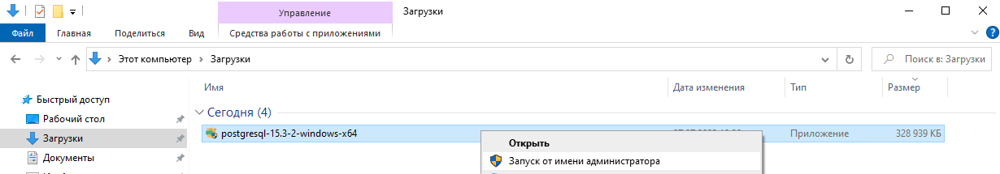 Управление
Загрузки
Файл
Главная
Поделиться
Вид
Средства работы с приложениями
Этот компьютер
Загрузки
Поиск в: Загрузки
Имя
Дата изменения
Тип
Размер
Быстрый доступ
Сегодня (4)
Рабочий стол
postgresql-15.3-2-windows-x64
Приложение
328 939 КБ
Загрузки
Открыть
Документы
Запуск от имени администратора